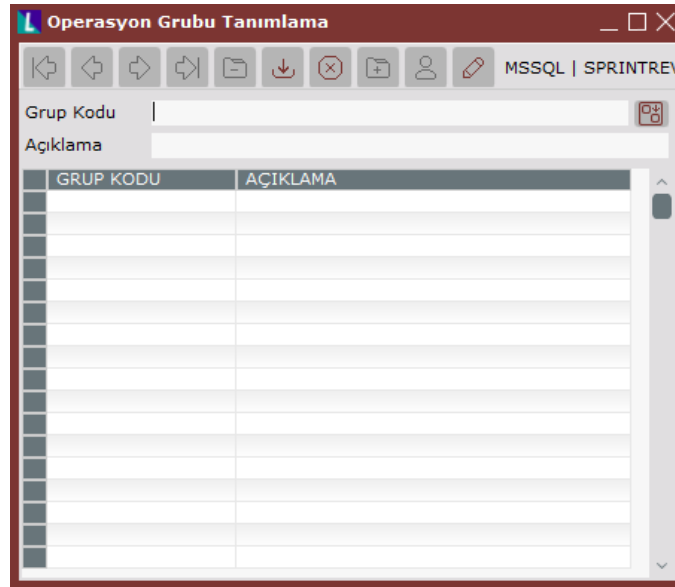 Operasyon Grubu Tanımlama
MSSQL | SPRINTREV
Grup Kodu
Açıklama
GRUP KODU AÇIKLAMA